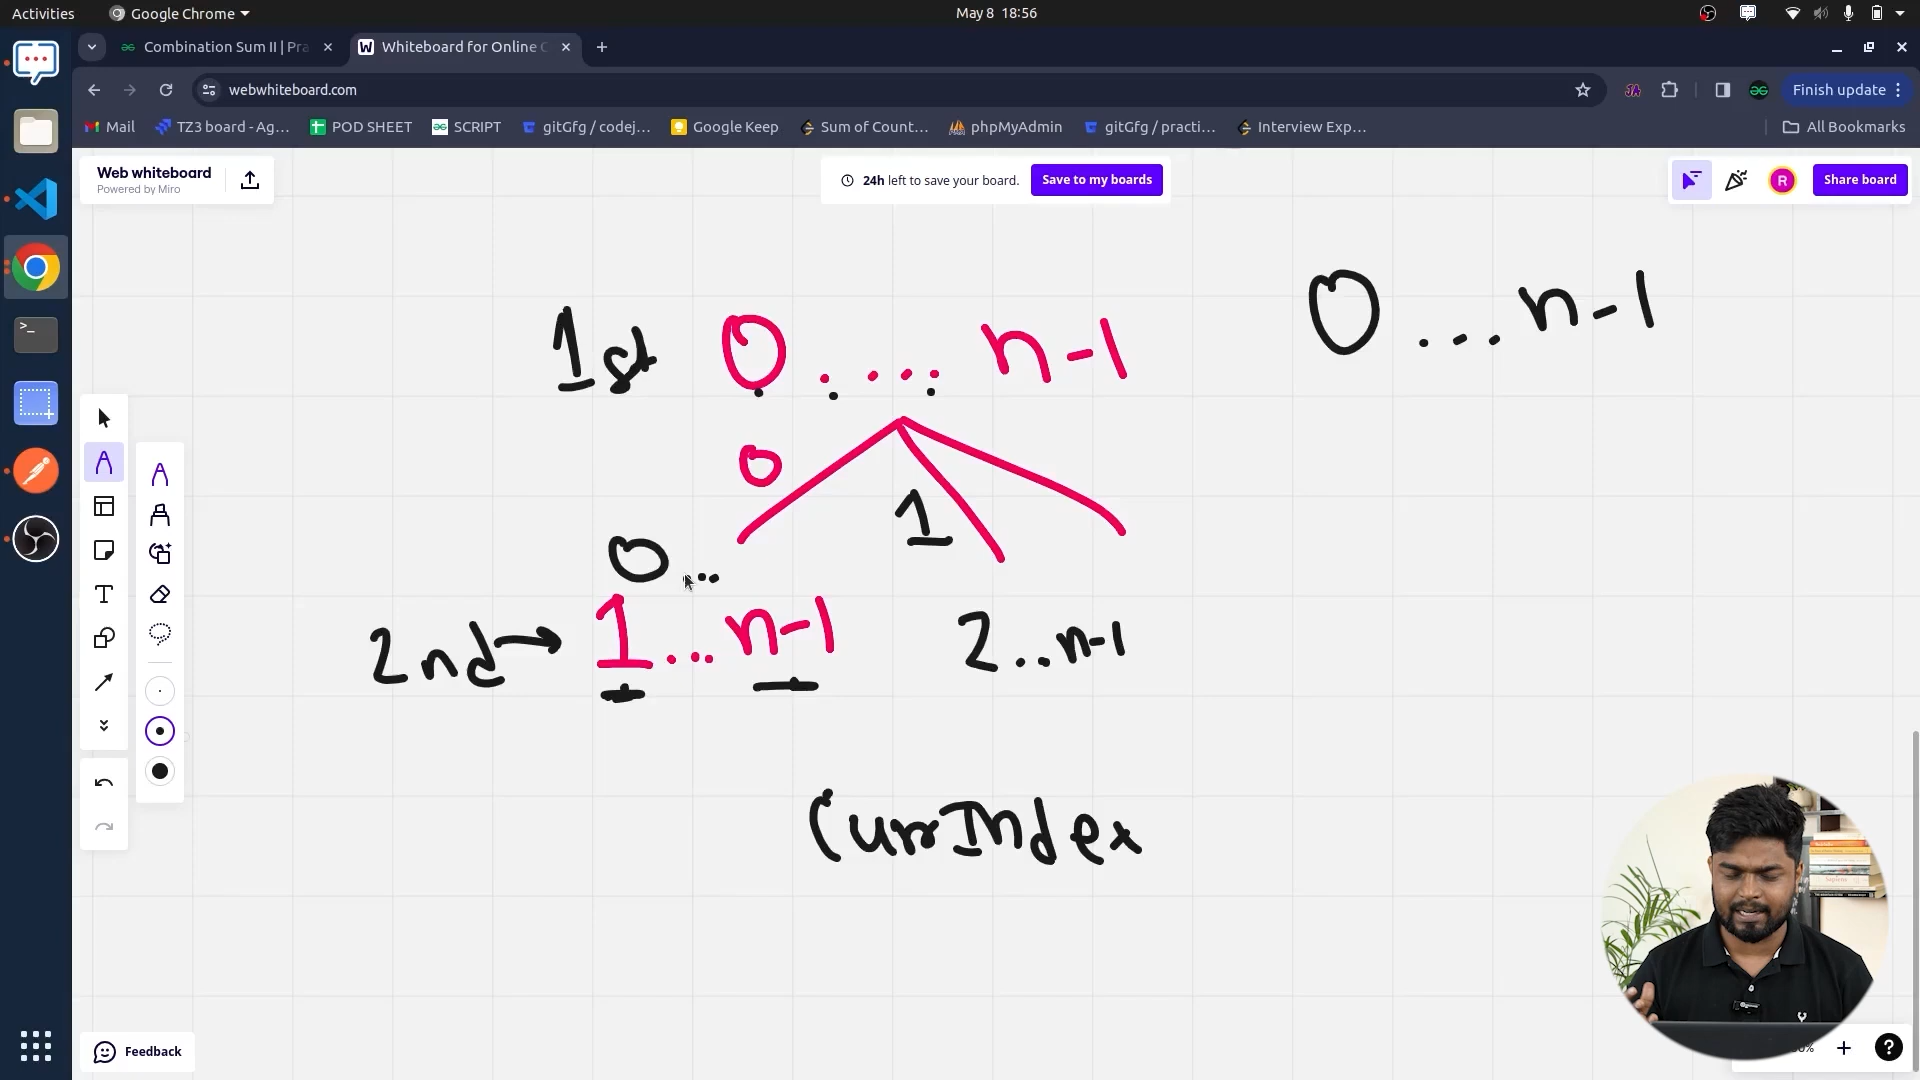 Activities
Google Chrome
May 8 18:56
Combination Sum II | Pra
Whiteboard for Online C
webwhiteboard.com
Finish update
Mail
TZ3 board - Ag...
POD SHEET
SCRIPT
gitGfg / codej...
Google Keep
Sum of Count...
phpMyAdmin
gitGfg / practi...
Interview Exp...
All Bookmarks
Web whiteboard
Powered by Miro
24h left to save your board.
Save to my boards
R
Share board
0 ... n-1
1st 0 .... n-1
0
1
0 ...
2nd → 1 ... n-1
2 .. n-1
CurrIndex
Feedback